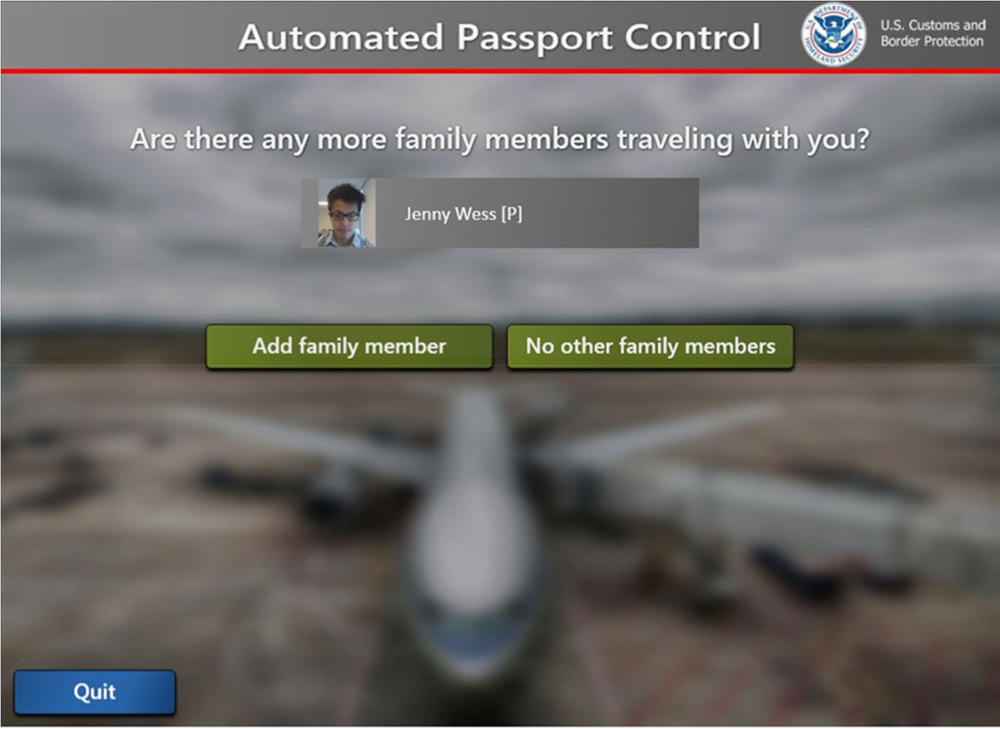 Automated Passport Control
U.S. Customs and
Border Protection
Are there any more family members traveling with you?
Jenny Wess [P]
Add family member
No other family members
Quit
U.S. DEPARTMENT OF
HOMELAND SECURITY